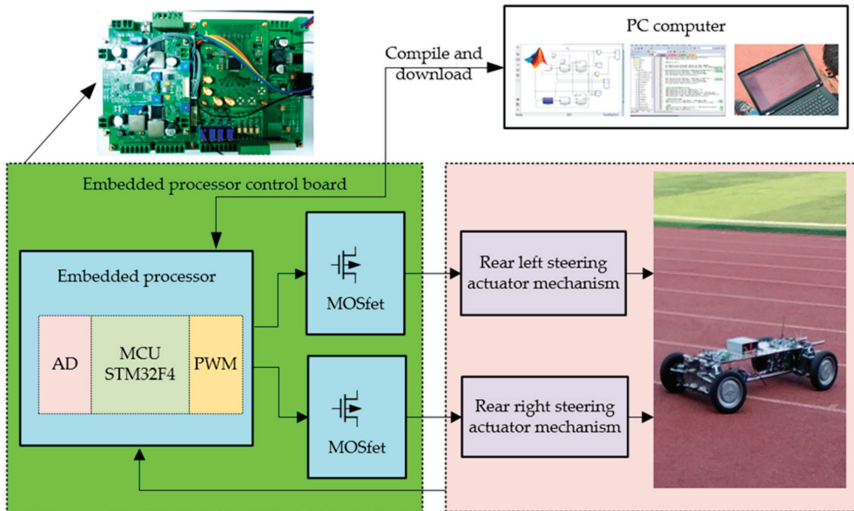 PC computer
Compile and
download
Embedded processor control board
Embedded processor
AD
MCU
STM32F4
PWM
MOSfet
MOSfet
Rear left steering
actuator mechanism
Rear right steering
actuator mechanism